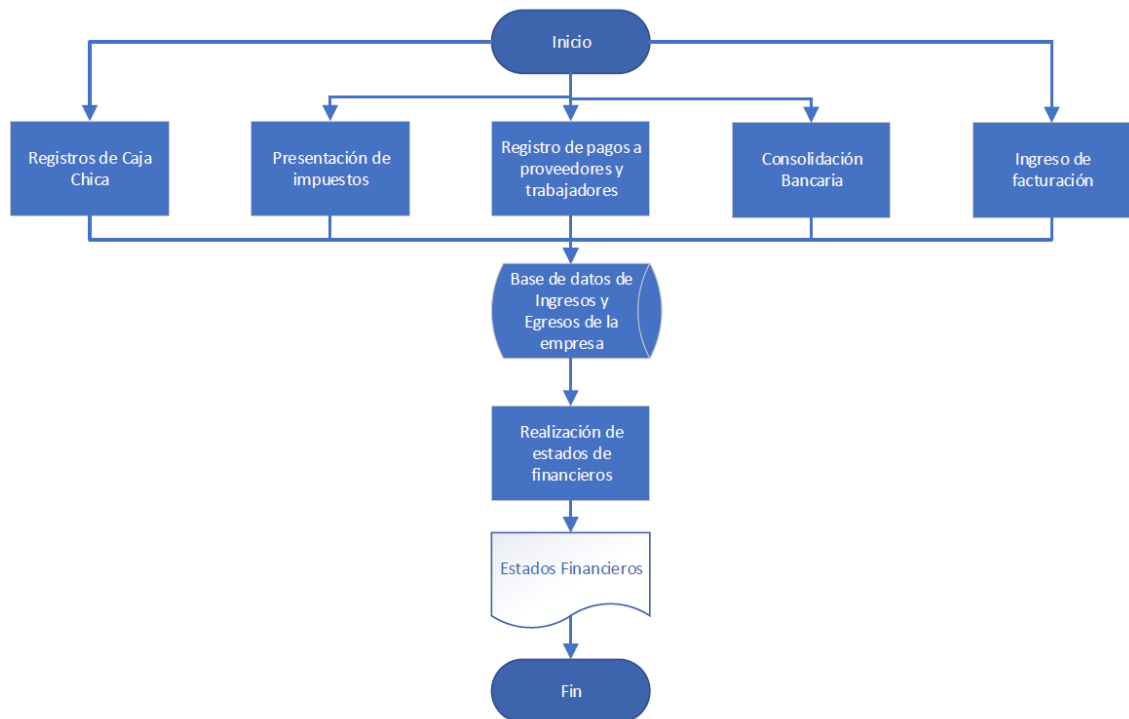 Inicio
Registros de Caja
Chica
Presentación de
impuestos
Registro de pagos a
proveedores y
trabajadores
Consolidación
Bancaria
Ingreso de
facturación
Base de datos de
Ingresos y
Egresos de la
empresa
Realización de
estados de
financieros
Estados Financieros
Fin